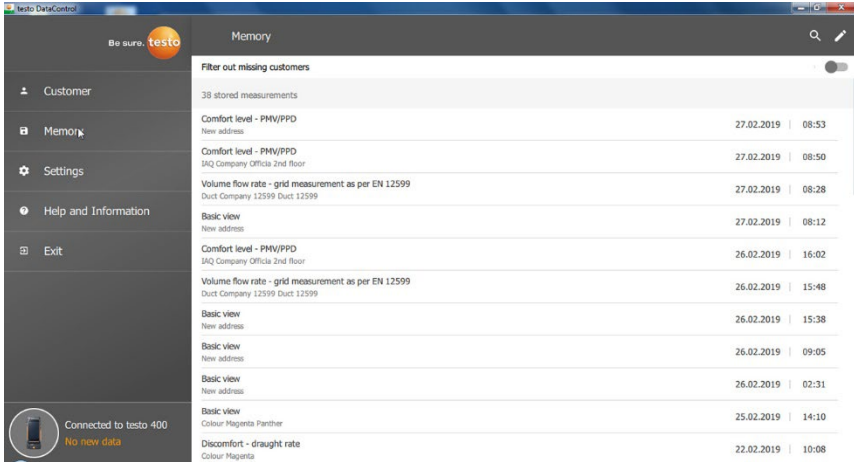 testo DataControl
Be sure. testo
Memory
Filter out missing customers
Customer
Memory
Settings
Help and Information
Exit
Connected to testo 400
No new data
38 stored measurements
Comfort level - PMV/PPD
New address
27.02.2019 | 08:53
Comfort level - PMV/PPD
IAQ Company Officia 2nd floor
27.02.2019 | 08:50
Volume flow rate - grid measurement as per EN 12599
Duct Company 12599 Duct 12599
27.02.2019 | 08:28
Basic view
New address
27.02.2019 | 08:12
Comfort level - PMV/PPD
IAQ Company Officia 2nd floor
26.02.2019 | 16:02
Volume flow rate - grid measurement as per EN 12599
Duct Company 12599 Duct 12599
26.02.2019 | 15:48
Basic view
New address
26.02.2019 | 15:38
Basic view
New address
26.02.2019 | 09:05
Basic view
New address
26.02.2019 | 02:31
Basic view
Colour Magenta Panther
25.02.2019 | 14:10
Discomfort - draught rate
Colour Magenta
22.02.2019 | 10:08